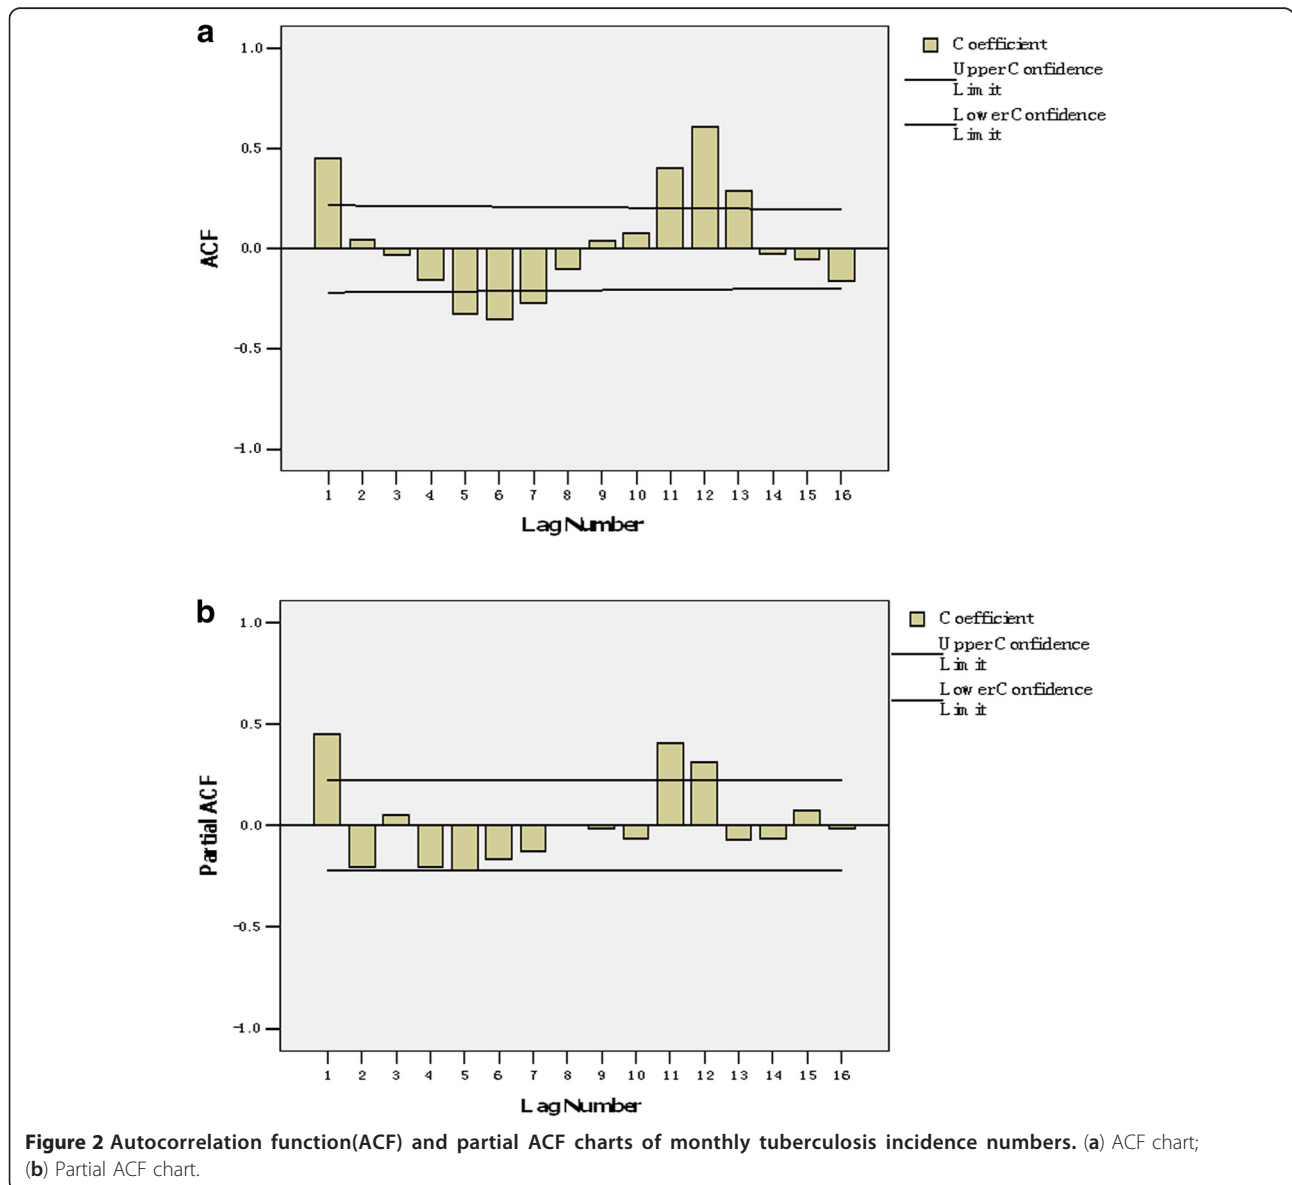 a
1.0
0.5
0.0
-0.5
-1.0
ACF
1 2 3 4 5 6 7 8 9 10 11 12 13 14 15 16
Lag Number
Coefficient
Upper Confidence
Limit
Lower Confidence
Limit
b
1.0
0.5
0.0
-0.5
-1.0
Partial ACF
1 2 3 4 5 6 7 8 9 10 11 12 13 14 15 16
Lag Number
Coefficient
Upper Confidence
Limit
Lower Confidence
Limit
Figure 2 Autocorrelation function(ACF) and partial ACF charts of monthly tuberculosis incidence numbers. (a) ACF chart;
(b) Partial ACF chart.